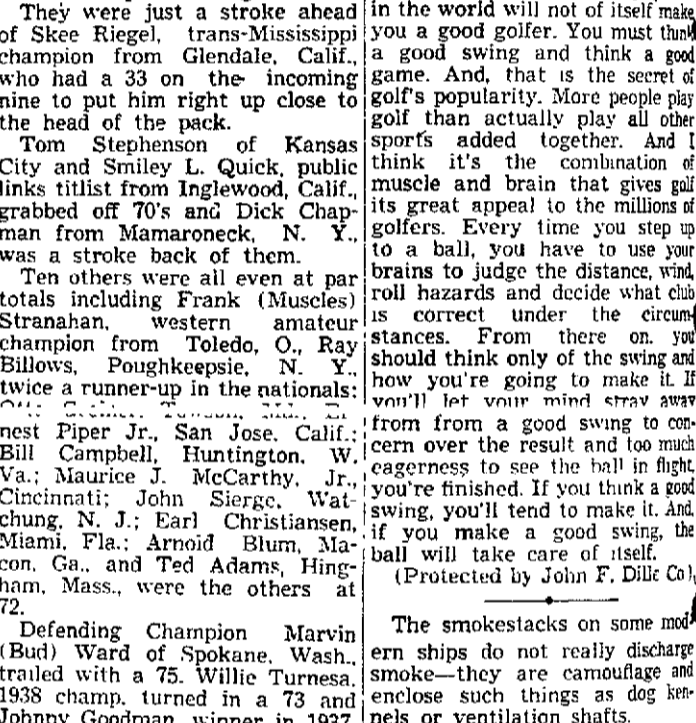 They were just a stroke ahead
of Skee Riegel, trans-Mississippi
champion from Glendale, Calif.,
who had a 33 on the incoming
nine to put him right up close to
the head of the pack.
Tom Stephenson of Kansas
City and Smiley L. Quick, public
links titlist from Inglewood, Calif.,
grabbed off 70's and Dick Chap-
man from Mamaroneck, N. Y.,
was a stroke back of them.
Ten others were all even at par
totals including Frank (Muscles)
Stranahan, western amateur
champion from Toledo, O., Ray
Billows, Poughkeepsie, N. Y.,
twice a runner-up in the nationals:
nest Piper Jr., San Jose, Calif.;
Bill Campbell, Huntington, W.
Va.; Maurice J. McCarthy, Jr.,
Cincinnati; John Sierge, Wat-
chung, N. J.; Earl Christiansen,
Miami, Fla.; Arnold Blum, Ma-
con, Ga., and Ted Adams, Hing-
ham, Mass., were the others at
72.
Defending Champion Marvin
(Bud) Ward of Spokane, Wash.,
trailed with a 75. Willie Turnesa,
1938 champ, turned in a 73 and
Johnny Goodman, winner in 1937,
in the world will not of itself make
you a good golfer. You must think
a good swing and think a good
game. And, that is the secret of
golf's popularity. More people play
golf than actually play all other
sports added together. And I
think it's the combination of
muscle and brain that gives golf
its great appeal to the millions of
golfers. Every time you step up
to a ball, you have to use your
brains to judge the distance, wind,
roll hazards and decide what club
is correct under the circum-
stances. From there on, you
should think only of the swing and
how you're going to make it. If
you'll let your mind stray away
from from a good swing to con-
cern over the result and too much
eagerness to see the ball in flight,
you're finished. If you think a good
swing, you'll tend to make it. And,
if you make a good swing, the
ball will take care of itself.
(Protected by John F. Dille Co.)
The smokestacks on some mod-
ern ships do not really discharge
smoke—they are camouflage and
enclose such things as dog ken-
nels or ventilation shafts.